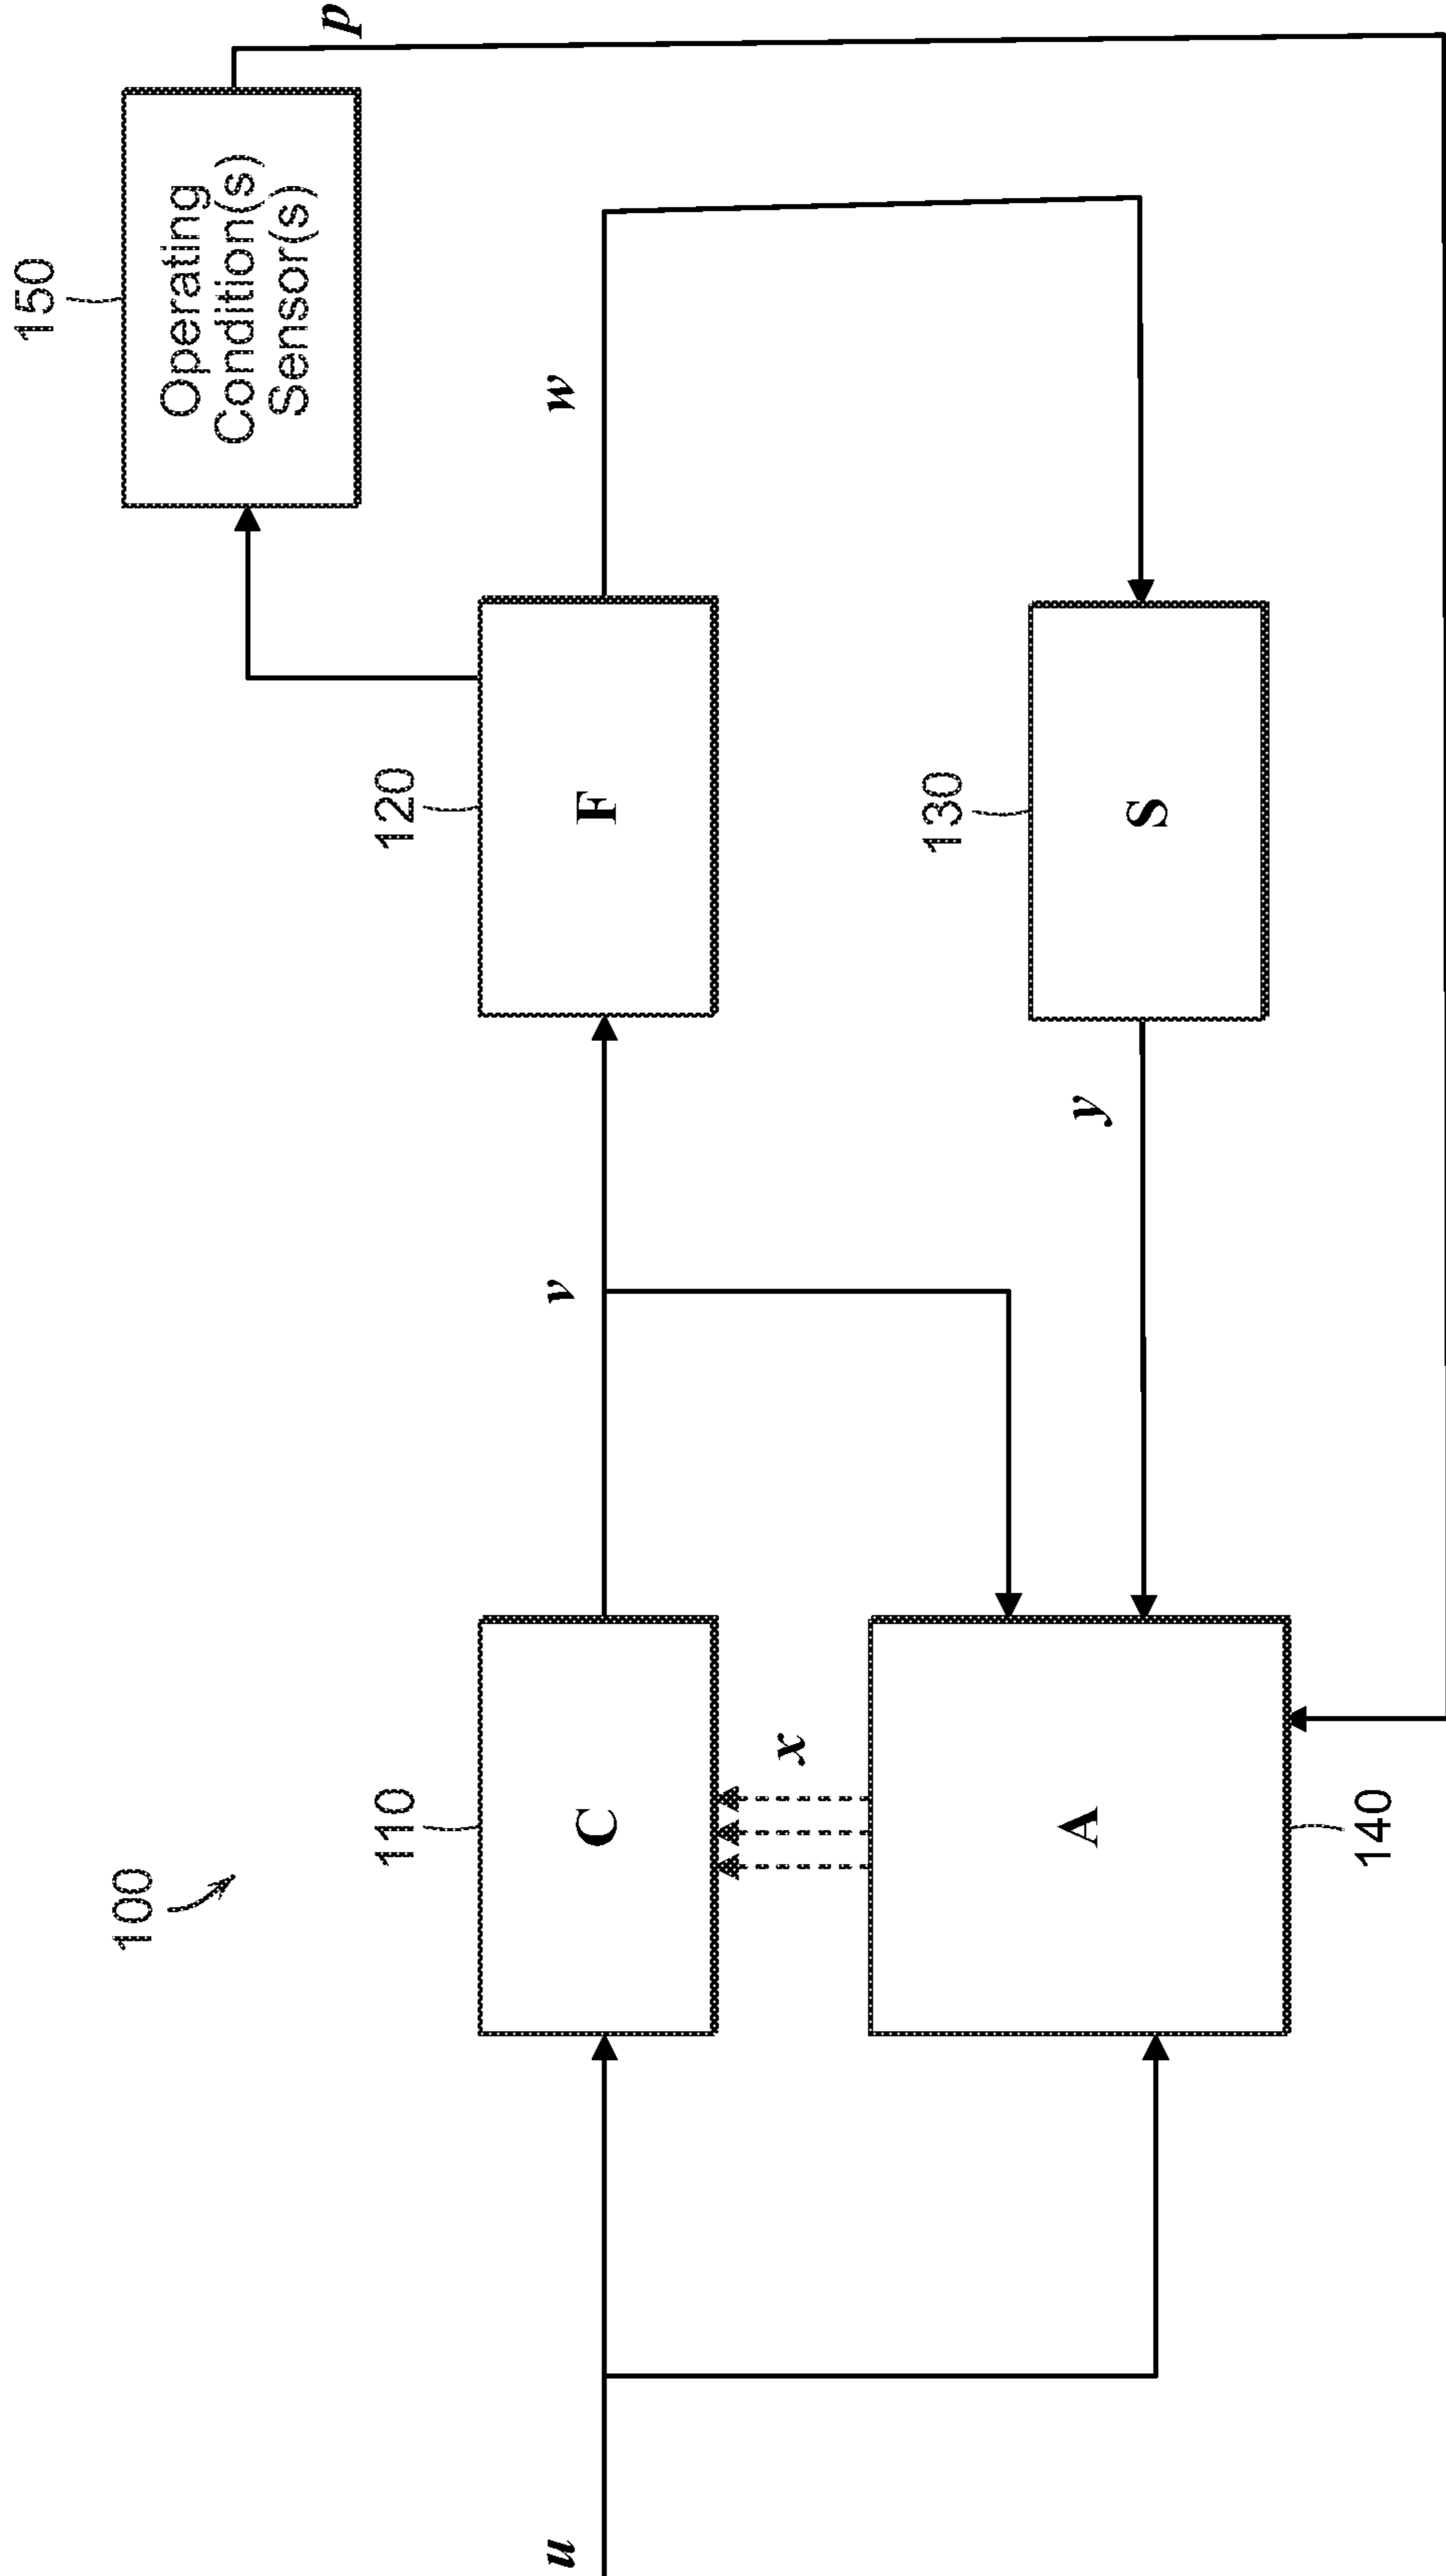 100
150
Operating
Condition(s)
Sensor(s)
p
110
120
u
C
v
F
w
x
130
A
y
S
140